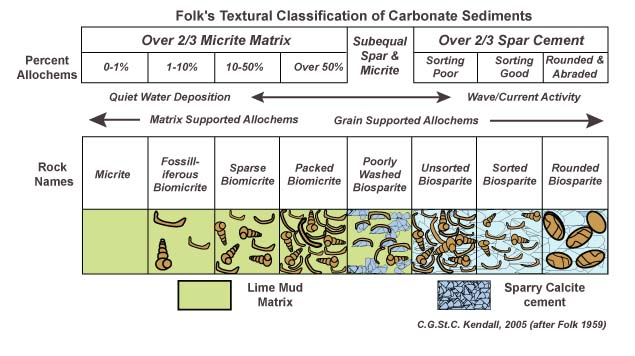 Folk's Textural Classification of Carbonate Sediments
Percent
Allochems
Over 2/3 Micrite Matrix
Subequal
Spar &
Micrite
Over 2/3 Spar Cement
0-1%
1-10%
10-50%
Over 50%
Sorting
Poor
Sorting
Good
Rounded &
Abraded
Quiet Water Deposition
Wave/Current Activity
Matrix Supported Allochems
Grain Supported Allochems
Rock
Names
Micrite
Fossill-
iferous
Biomicrite
Sparse
Biomicrite
Packed
Biomicrite
Poorly
Washed
Biosparite
Unsorted
Biosparite
Sorted
Biosparite
Rounded
Biosparite
Lime Mud
Matrix
Sparry Calcite
cement
C.G.St.C. Kendall, 2005 (after Folk 1959)